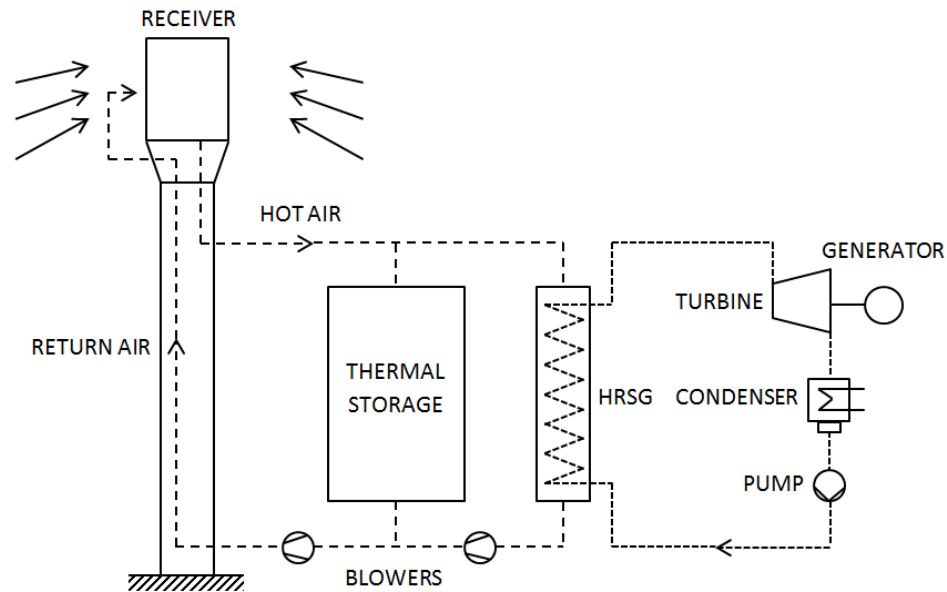 RECEIVER
HOT AIR
GENERATOR
TURBINE
RETURN AIR
THERMAL
STORAGE
HRSG
CONDENSER
PUMP
BLOWERS